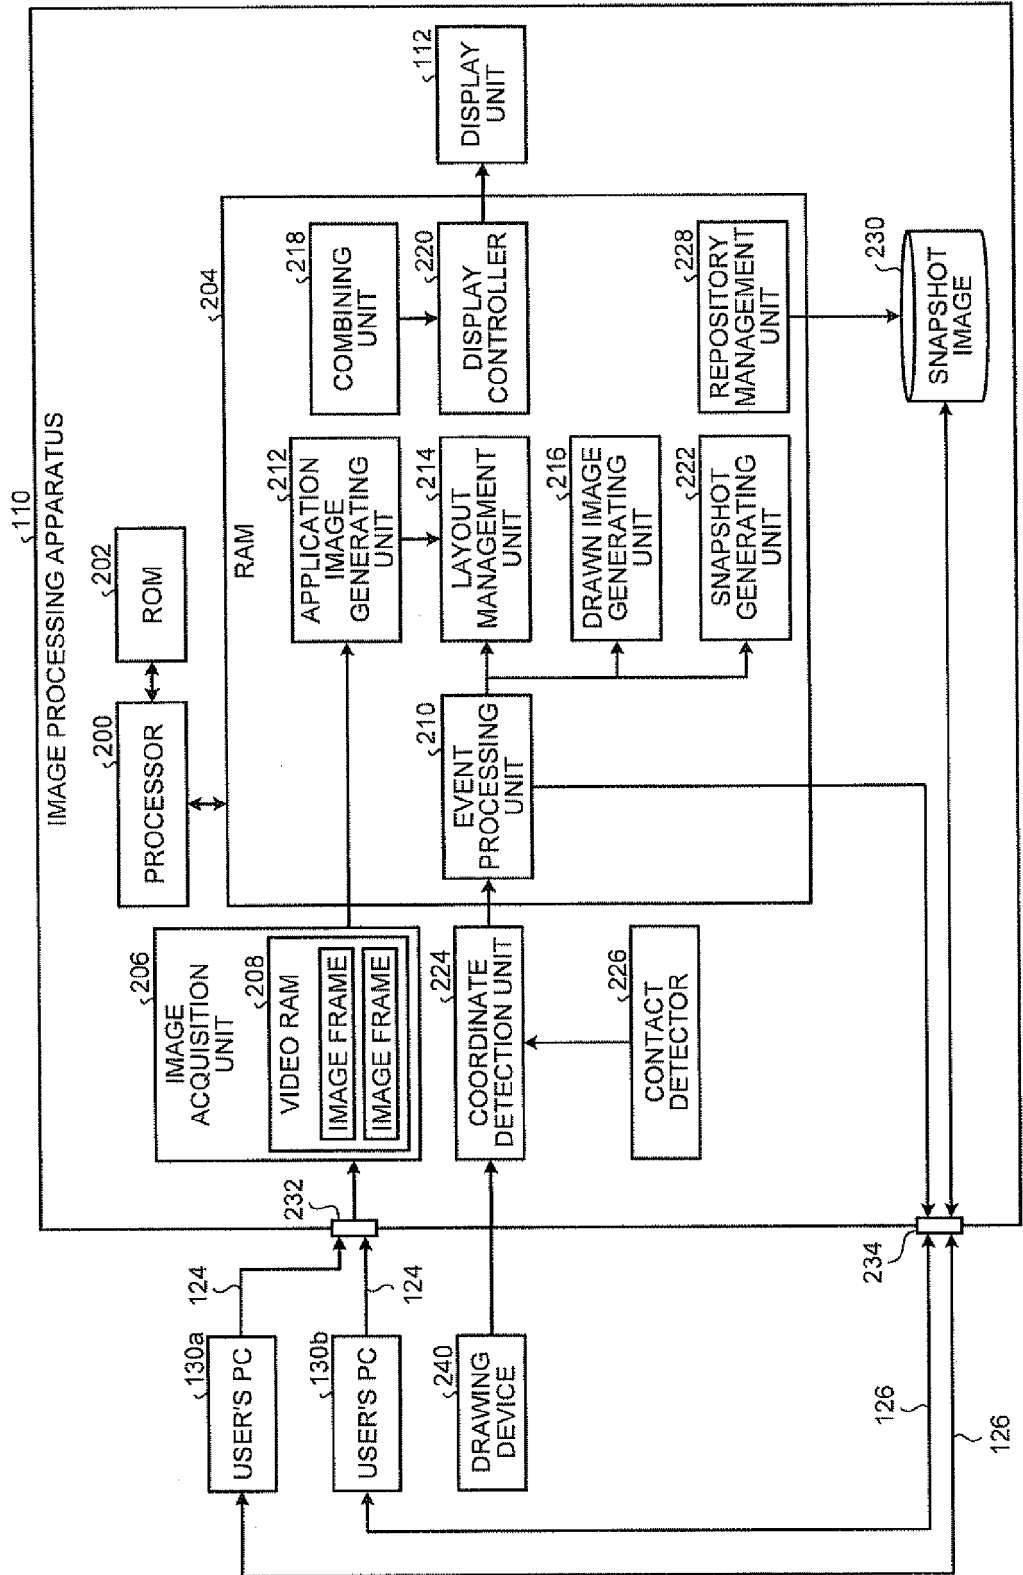 IMAGE PROCESSING APPARATUS
110
PROCESSOR
200
ROM
202
RAM
204
IMAGE
ACQUISITION
UNIT
206
VIDEO RAM
208
IMAGE FRAME
IMAGE FRAME
APPLICATION
IMAGE
GENERATING
UNIT
212
COMBINING
UNIT
218
COORDINATE
DETECTION UNIT
224
EVENT
PROCESSING
UNIT
210
LAYOUT
MANAGEMENT
UNIT
214
DISPLAY
CONTROLLER
220
DISPLAY
UNIT
112
DRAWN IMAGE
GENERATING
UNIT
216
CONTACT
DETECTOR
226
SNAPSHOT
GENERATING
UNIT
222
REPOSITORY
MANAGEMENT
UNIT
228
SNAPSHOT
IMAGE
230
USER'S PC
130a
124
232
USER'S PC
130b
124
DRAWING
DEVICE
240
234
126
126